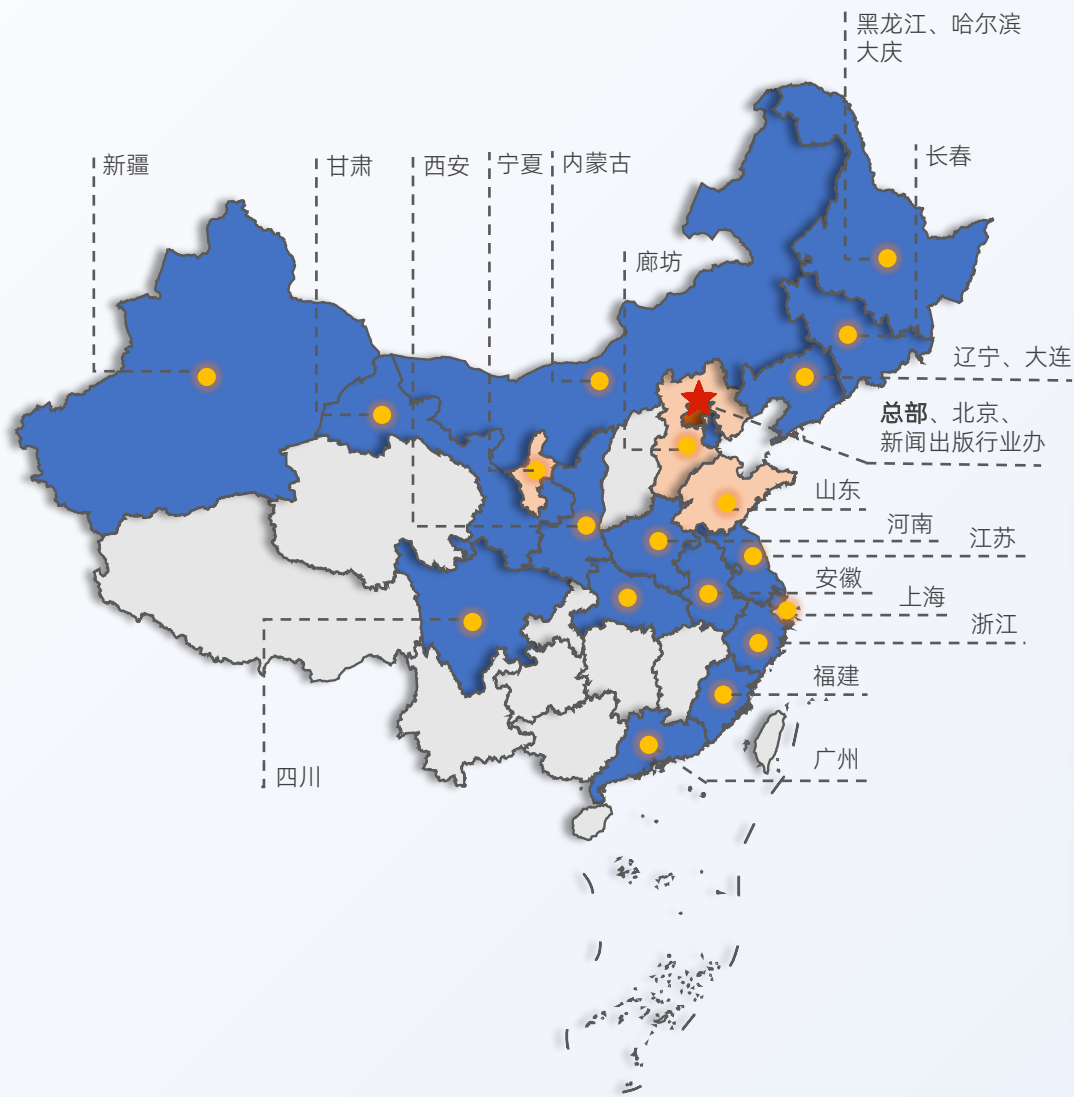 黑龙江、哈尔滨
大庆
新疆
甘肃
西安
宁夏
内蒙古
长春
廊坊
辽宁、大连
总部、北京、
新闻出版行业办
山东
河南
江苏
安徽
上海
浙江
福建
广州
四川